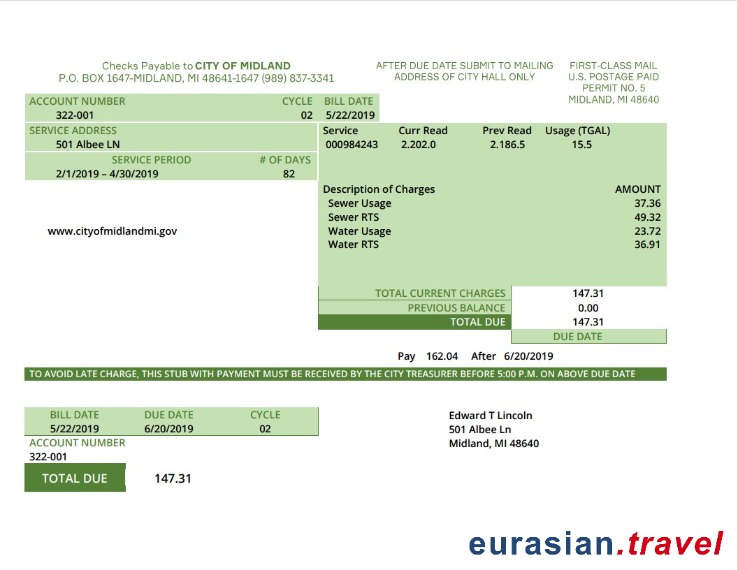 Checks Payable to CITY OF MIDLAND
P.O. BOX 1647-MIDLAND, MI 48641-1647 (989) 837-3341
AFTER DUE DATE SUBMIT TO MAILING
ADDRESS OF CITY HALL ONLY
FIRST-CLASS MAIL
U.S. POSTAGE PAID
PERMIT NO. 5
MIDLAND, MI 48640
ACCOUNT NUMBER CYCLE BILL DATE
322-001 02 5/22/2019
SERVICE ADDRESS
501 Albee LN
SERVICE PERIOD # OF DAYS
2/1/2019 – 4/30/2019 82
www.cityofmidlandmi.gov
Service Curr Read Prev Read Usage (TGAL)
000984243 2.202.0 2.186.5 15.5
Description of Charges AMOUNT
Sewer Usage 37.36
Sewer RTS 49.32
Water Usage 23.72
Water RTS 36.91
TOTAL CURRENT CHARGES 147.31
PREVIOUS BALANCE 0.00
TOTAL DUE 147.31
DUE DATE
Pay 162.04 After 6/20/2019
TO AVOID LATE CHARGE, THIS STUB WITH PAYMENT MUST BE RECEIVED BY THE CITY TREASURER BEFORE 5:00 P.M. ON ABOVE DUE DATE
BILL DATE DUE DATE CYCLE
5/22/2019 6/20/2019 02
ACCOUNT NUMBER
322-001
TOTAL DUE 147.31
Edward T Lincoln
501 Albee Ln
Midland, MI 48640
eurasian.travel